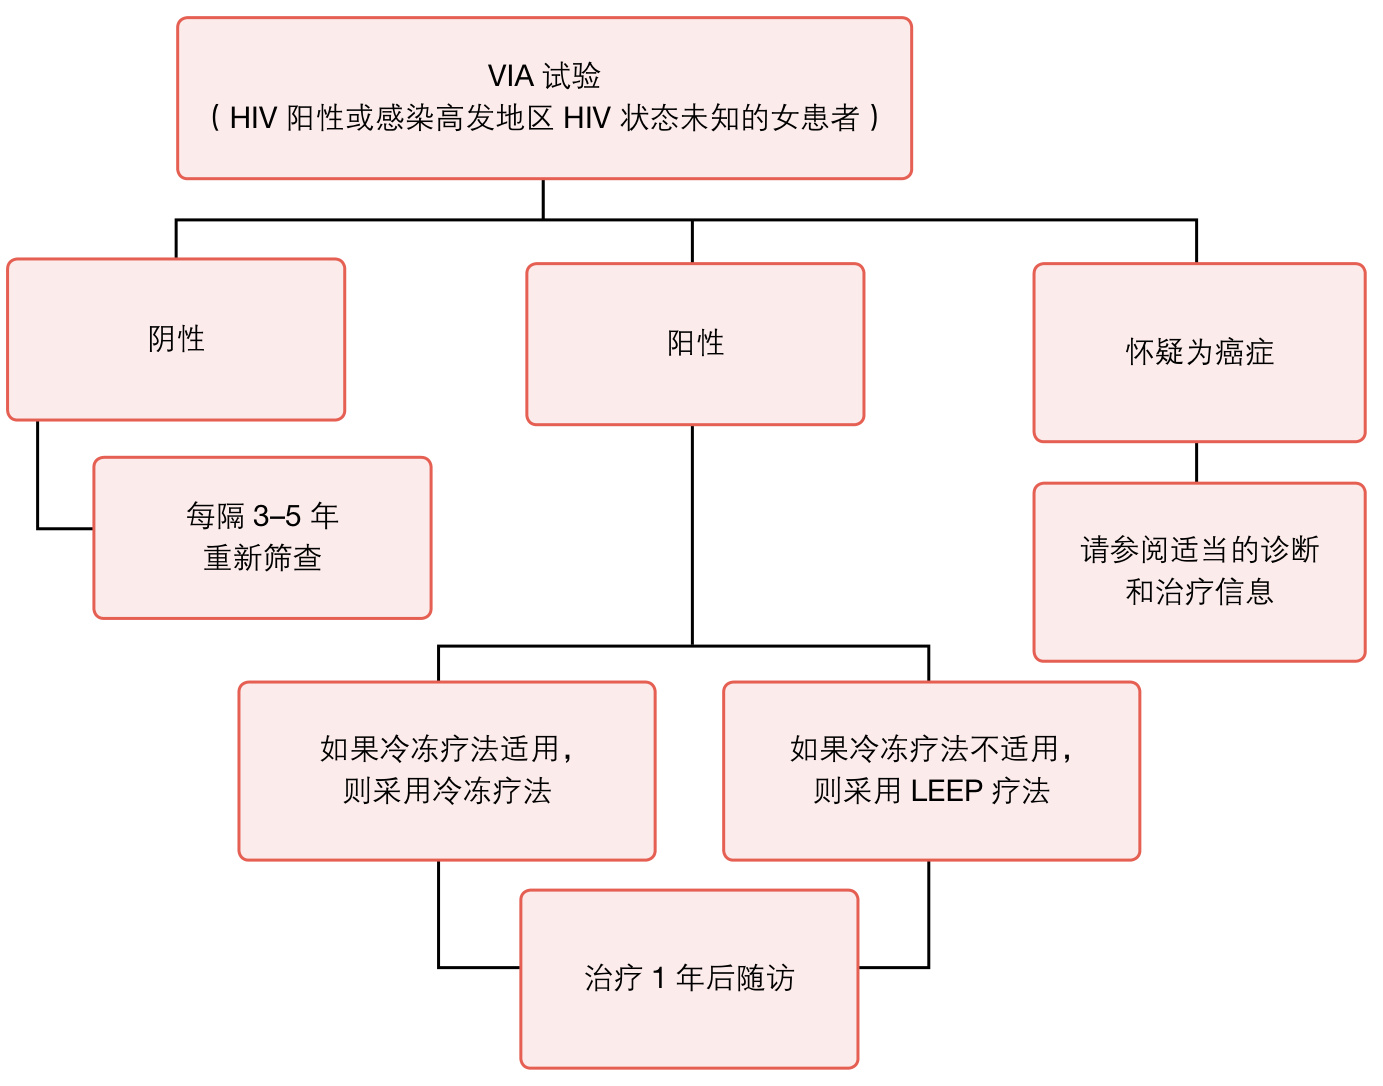 VIA 试验
( HIV 阳性或感染高发地区 HIV 状态未知的女患者 )
阴性
阳性
怀疑为癌症
每隔 3–5 年
重新筛查
请参阅适当的诊断
和治疗信息
如果冷冻疗法适用，
则采用冷冻疗法
如果冷冻疗法不适用，
则采用 LEEP 疗法
治疗 1 年后随访